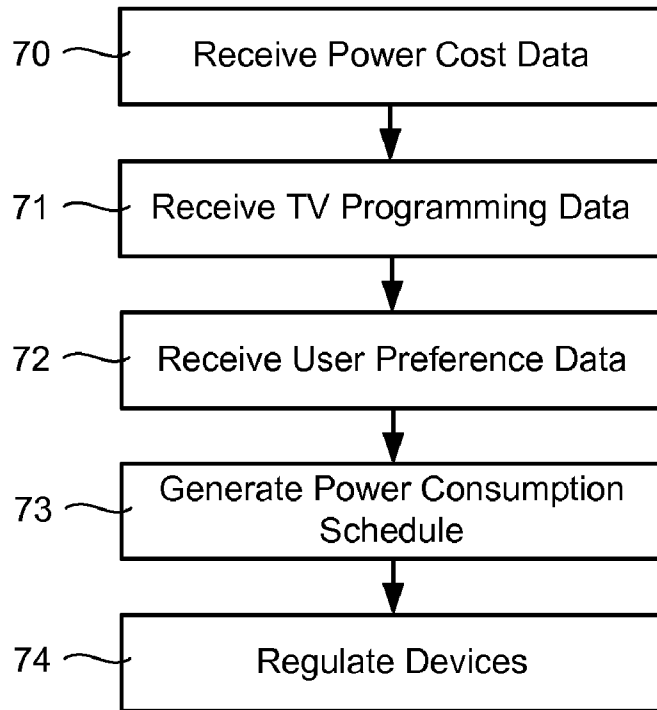 70 Receive Power Cost Data
71 Receive TV Programming Data
72 Receive User Preference Data
73 Generate Power Consumption
Schedule
74 Regulate Devices